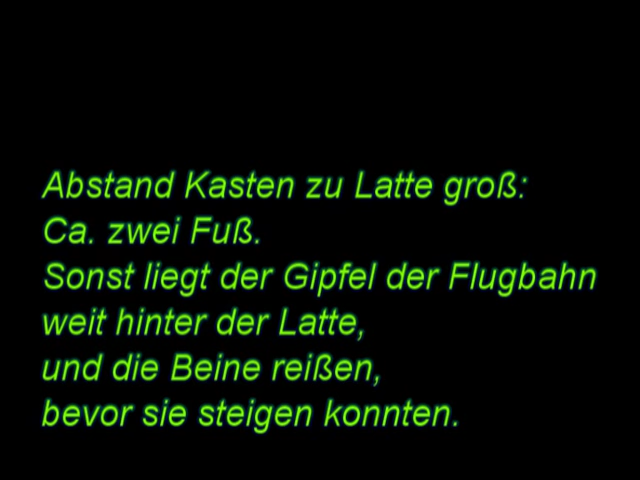 Abstand Kasten zu Latte groß:
Ca. zwei Fuß.
Sonst liegt der Gipfel der Flugbahn
weit hinter der Latte,
und die Beine reißen,
bevor sie steigen konnten.